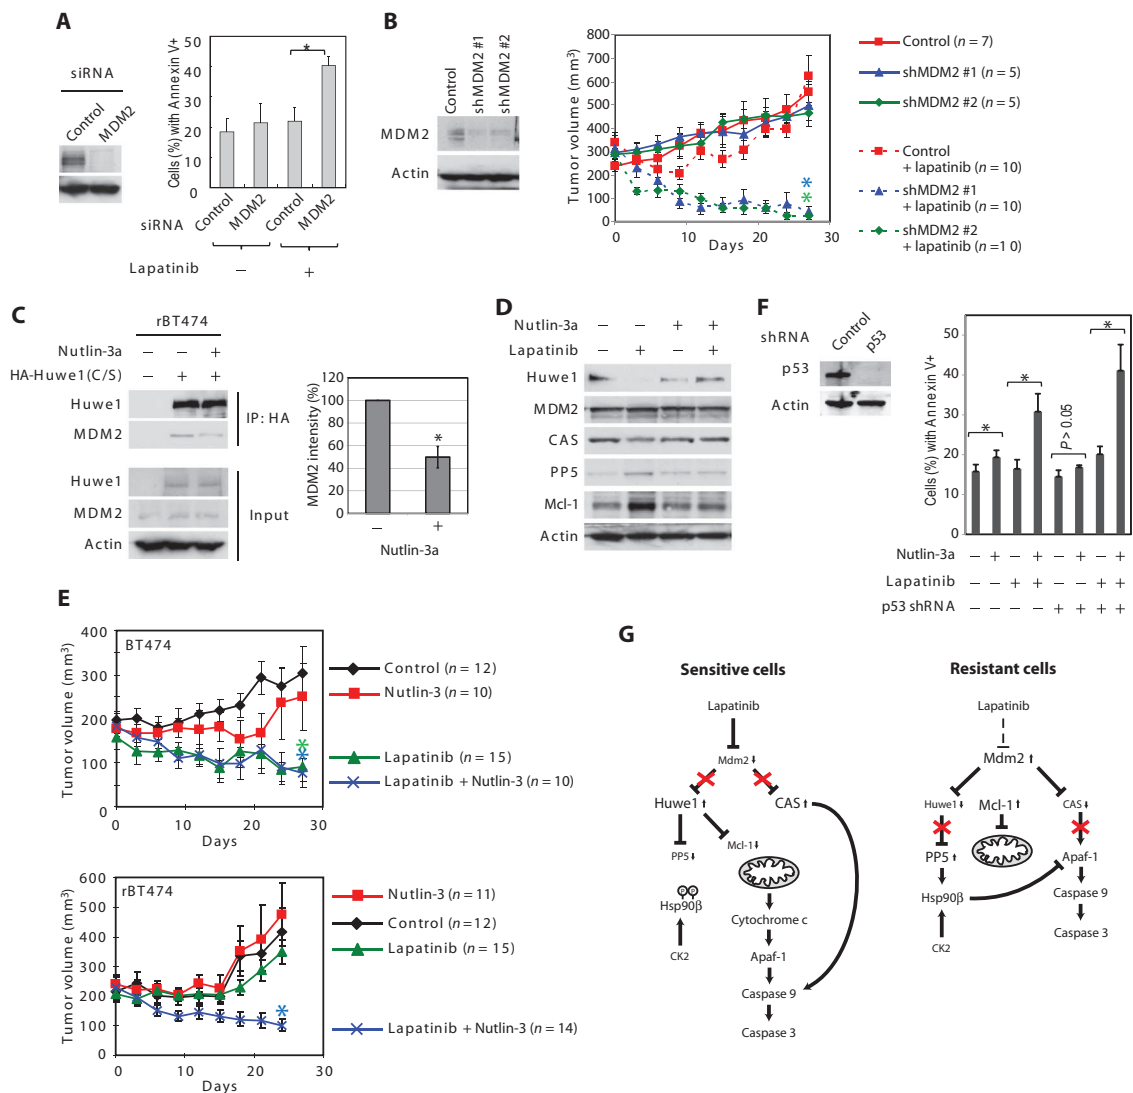 A
siRNA
Control
MDM2
Cells (%) with Annexin V+
50
40
30
20
10
0
*
siRNA
Control
MDM2
Control
MDM2
Lapatinib
–
+
B
Control
shMDM2 #1
shMDM2 #2
MDM2
Actin
Tumor volume (mm³)
800
700
600
500
400
300
200
100
0
0
10
20
30
Days
*
*
Control (n = 7)
shMDM2 #1 (n = 5)
shMDM2 #2 (n = 5)
Control
+ lapatinib (n = 10)
shMDM2 #1
+ lapatinib (n = 10)
shMDM2 #2
+ lapatinib (n =1 0)
C
rBT474
Nutlin-3a – – +
HA-Huwe1(C/S) – + +
Huwe1
MDM2
IP: HA
Huwe1
MDM2
Actin
Input
MDM2 intensity (%)
120
100
80
60
40
20
0
*
– +
Nutlin-3a
D
Nutlin-3a – – + +
Lapatinib – + – +
Huwe1
MDM2
CAS
PP5
Mcl-1
Actin
F
shRNA
Control
p53
p53
Actin
Cells (%) with Annexin V+
50
40
30
20
10
0
*
*
P > 0.05
*
Nutlin-3a – + – + – + – +
Lapatinib – – + + – – + +
p53 shRNA – – – – + + + +
E
BT474
Tumor volume (mm³)
400
300
200
100
0
0 10 20 30
Days
*
*
Control (n = 12)
Nutlin-3 (n = 10)
Lapatinib (n = 15)
Lapatinib + Nutlin-3 (n = 10)
rBT474
Tumor volume (mm³)
600
500
400
300
200
100
0
0 10 20 30
Days
*
Nutlin-3 (n = 11)
Control (n = 12)
Lapatinib (n = 15)
Lapatinib + Nutlin-3 (n = 14)
G
Sensitive cells
Lapatinib
Mdm2
Huwe1
CAS
PP5
Mcl-1
P P
Hsp90β
CK2
Cytochrome c
Apaf-1
Caspase 9
Caspase 3
Resistant cells
Lapatinib
Mdm2
Huwe1
Mcl-1
CAS
PP5
Apaf-1
Hsp90β
Caspase 9
CK2
Caspase 3